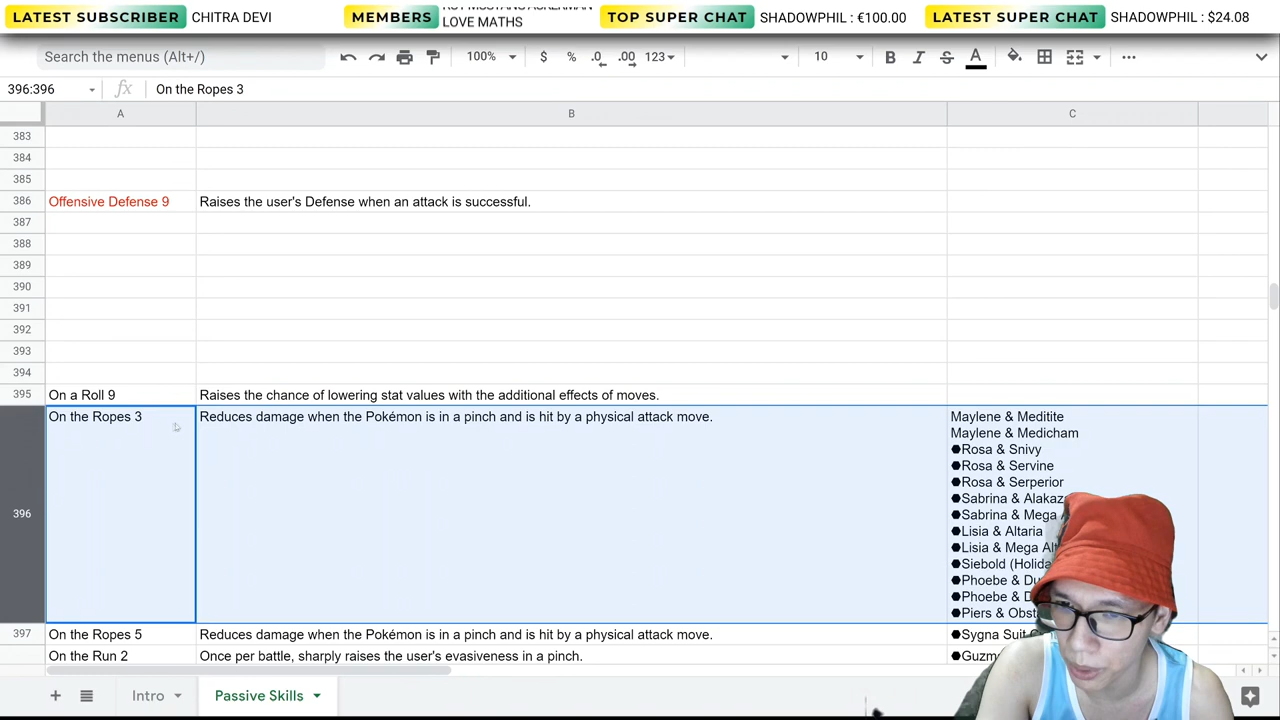 LATEST SUBSCRIBER CHITRA DEVI MEMBERS LOVE MATHS TOP SUPER CHAT SHADOWPHIL : €100.00 LATEST SUPER CHAT SHADOWPHIL : $24.08
Search the menus (Alt+/) 100% $ % .0 .00 123 10 B I S A
396:396 fx On the Ropes 3
A B C
383
384
385
386 Offensive Defense 9 Raises the user's Defense when an attack is successful.
387
388
389
390
391
392
393
394
395 On a Roll 9 Raises the chance of lowering stat values with the additional effects of moves.
396 On the Ropes 3 Reduces damage when the Pokémon is in a pinch and is hit by a physical attack move. Maylene & Meditite
Maylene & Medicham
Rosa & Snivy
Rosa & Servine
Rosa & Serperior
Sabrina &
Sabrina & Mega
Lisia & Altaria
Lisia & Mega
Siebold
Phoebe &
Phoebe &
Piers &
397 On the Ropes 5 Reduces damage when the Pokémon is in a pinch and is hit by a physical attack move. Sygna Suit
On the Run 2 Once per battle, sharply raises the user's evasiveness in a pinch.
Intro Passive Skills